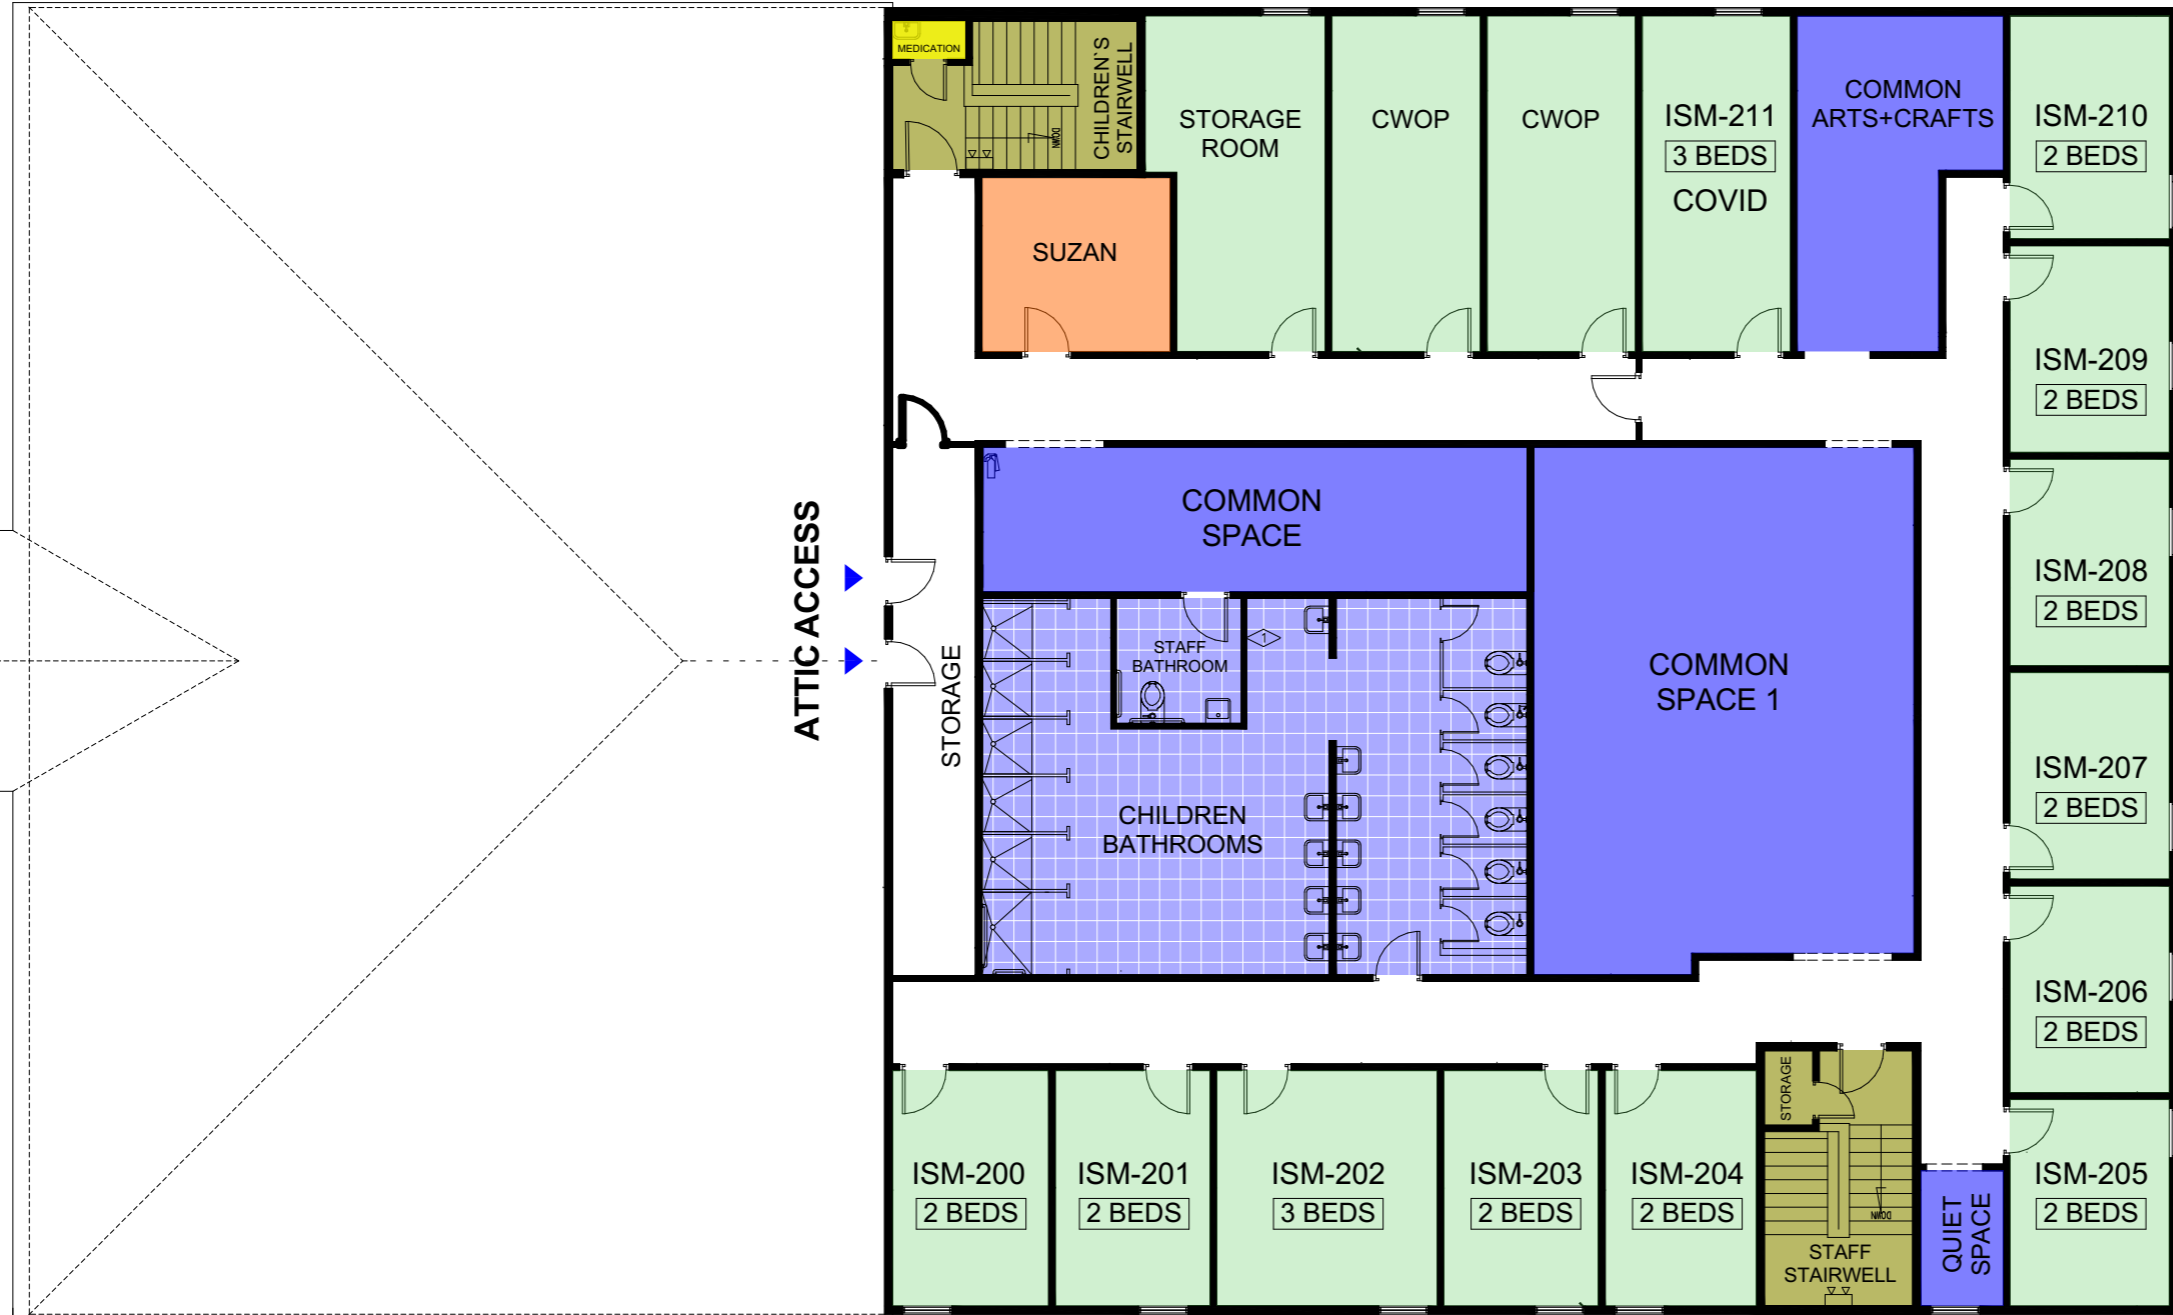 MEDICATION
CHILDREN`S
STAIRWELL
DOWN
STORAGE
ROOM
CWOP
CWOP
ISM-211
3 BEDS
COVID
COMMON
ARTS+CRAFTS
ISM-210
2 BEDS
SUZAN
ISM-209
2 BEDS
COMMON
SPACE
ISM-208
2 BEDS
ATTIC ACCESS
STORAGE
STAFF
BATHROOM
1
COMMON
SPACE 1
ISM-207
2 BEDS
CHILDREN
BATHROOMS
ISM-206
2 BEDS
STORAGE
ISM-200
2 BEDS
ISM-201
2 BEDS
ISM-202
3 BEDS
ISM-203
2 BEDS
ISM-204
2 BEDS
DOWN
STAFF
STAIRWELL
QUIET
SPACE
ISM-205
2 BEDS